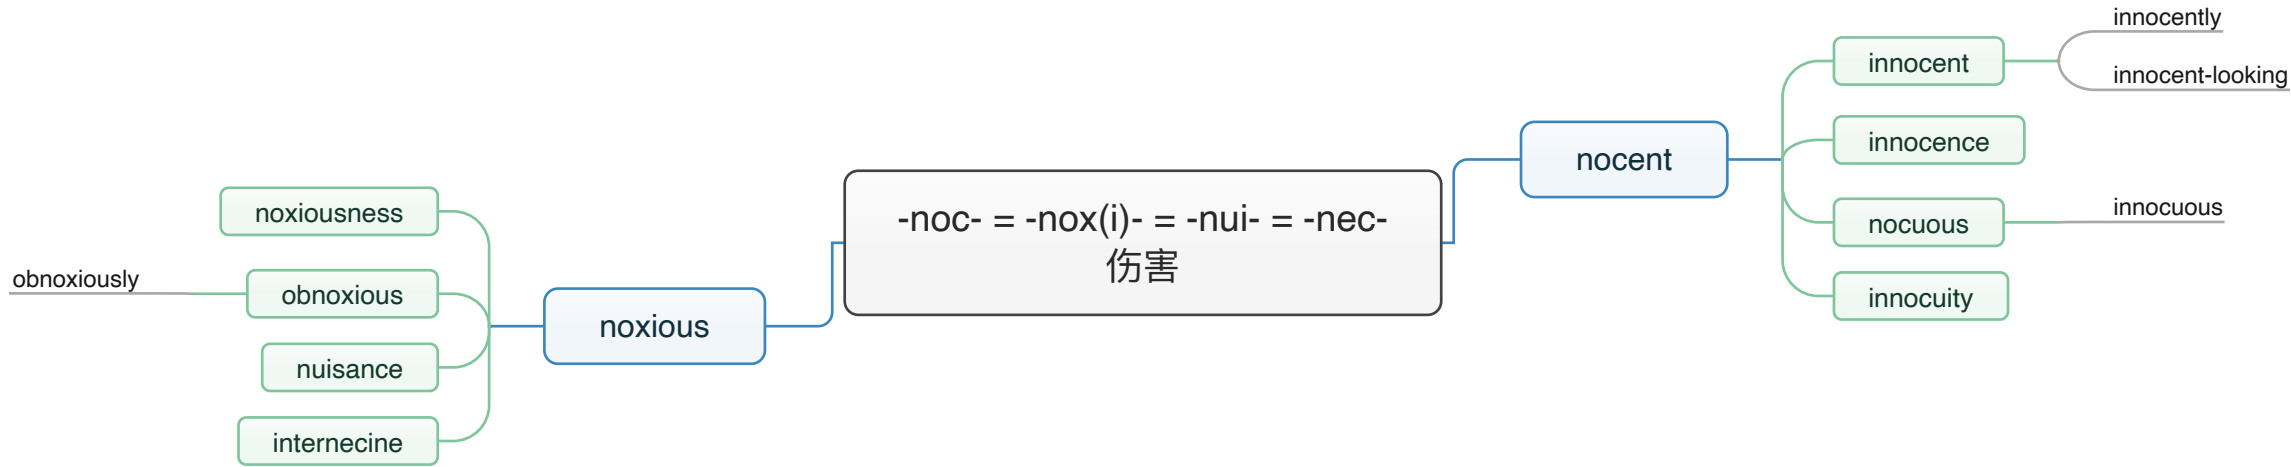 -noc- = -nox(i)- = -nui- = -nec-
伤害
nocent
innocent
innocently
innocent-looking
innocence
nocuous
innocuous
innocuity
noxious
noxiousness
obnoxious
obnoxiously
nuisance
internecine